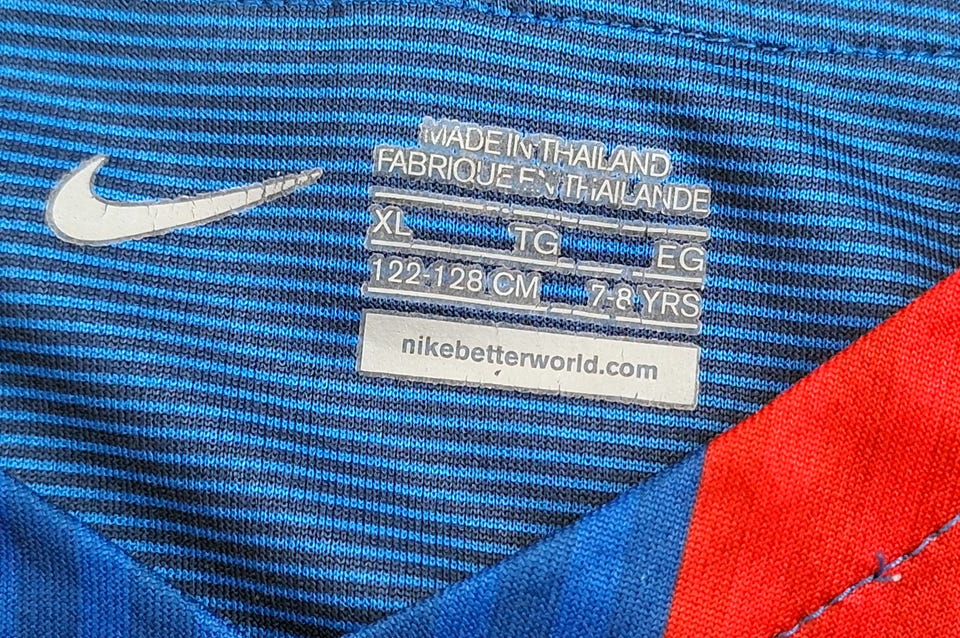 MADE IN THAILAND
FABRIQUE EN THAILANDE
XL TG EG
122-128 CM 7-8 YRS
nikebetterworld.com